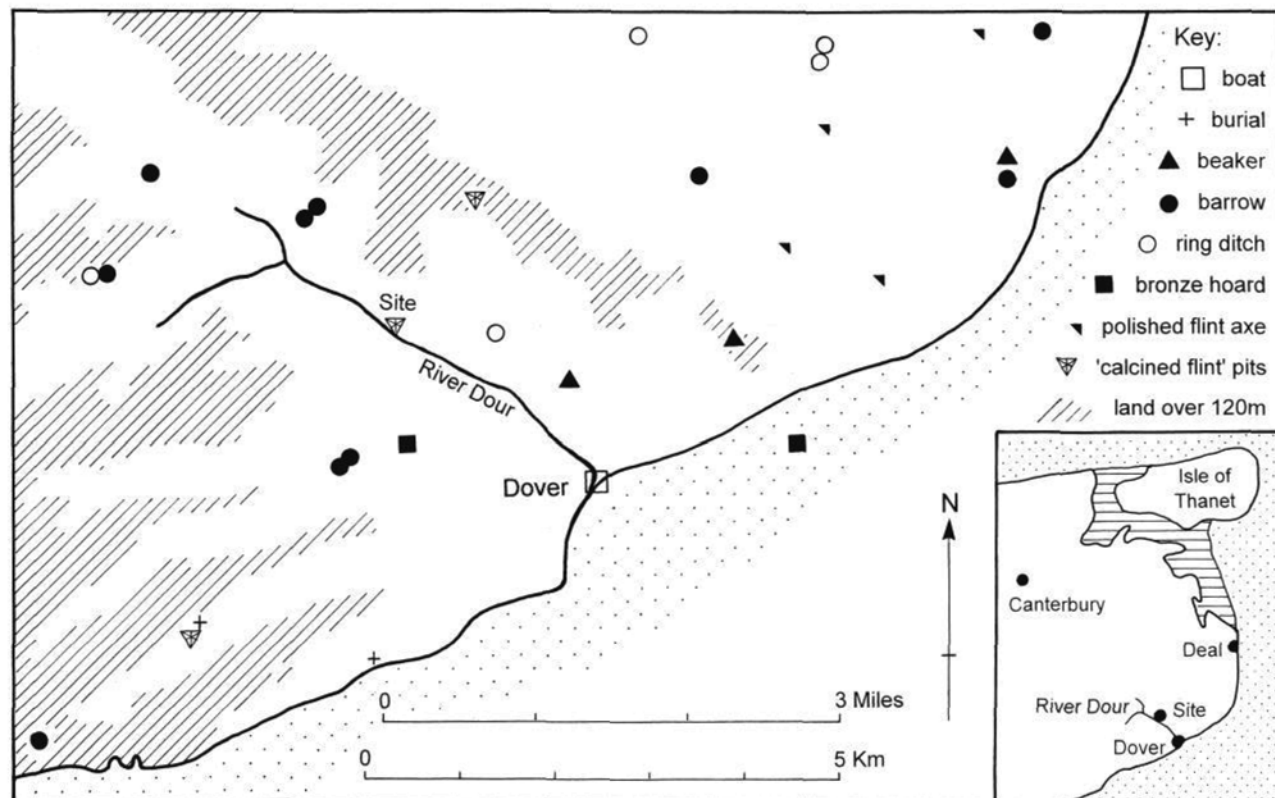 Key:
boat
burial
beaker
barrow
ring ditch
bronze hoard
polished flint axe
'calcined flint' pits
land over 120m
Site
River Dour
Dover
N
0
3 Miles
0
5 Km
Isle of
Thanet
Canterbury
Deal
River Dour
Site
Dover